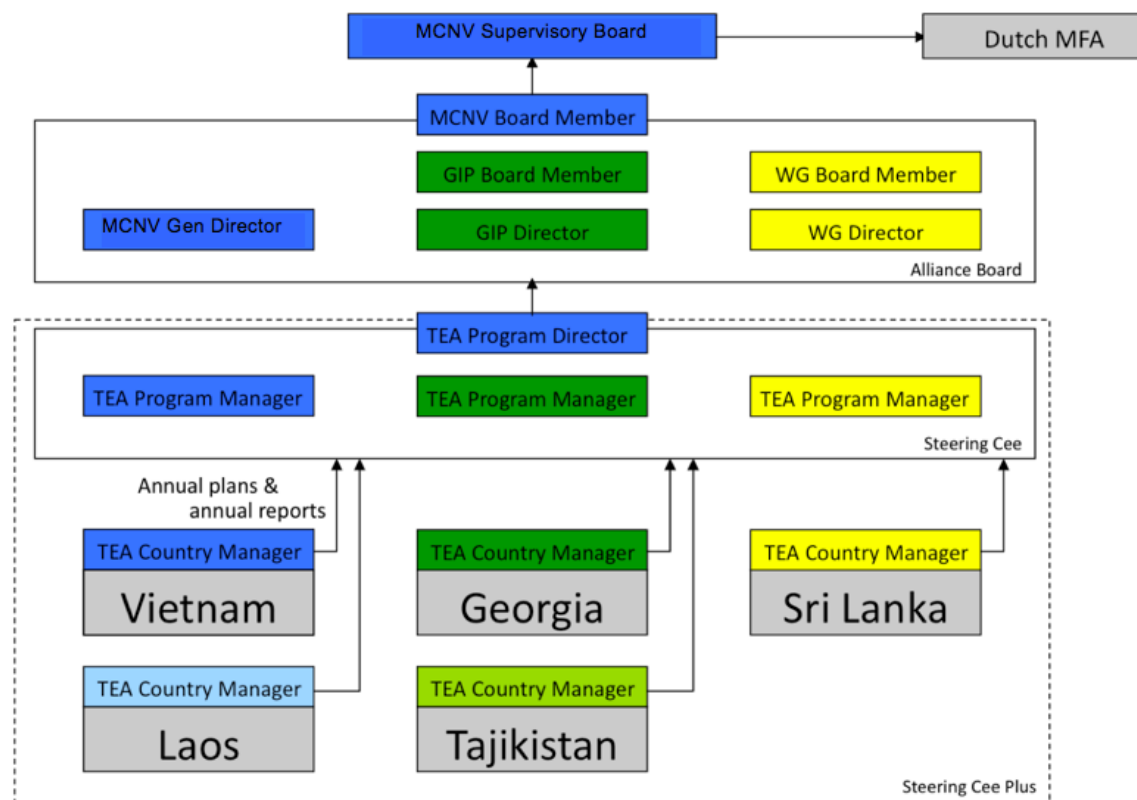 MCNV Supervisory Board
Dutch MFA
MCNV Board Member
GIP Board Member
WG Board Member
MCNV Gen Director
GIP Director
WG Director
Alliance Board
TEA Program Director
TEA Program Manager
TEA Program Manager
TEA Program Manager
Steering Cee
Annual plans &
annual reports
TEA Country Manager
TEA Country Manager
TEA Country Manager
Vietnam
Georgia
Sri Lanka
TEA Country Manager
TEA Country Manager
Laos
Tajikistan
Steering Cee Plus